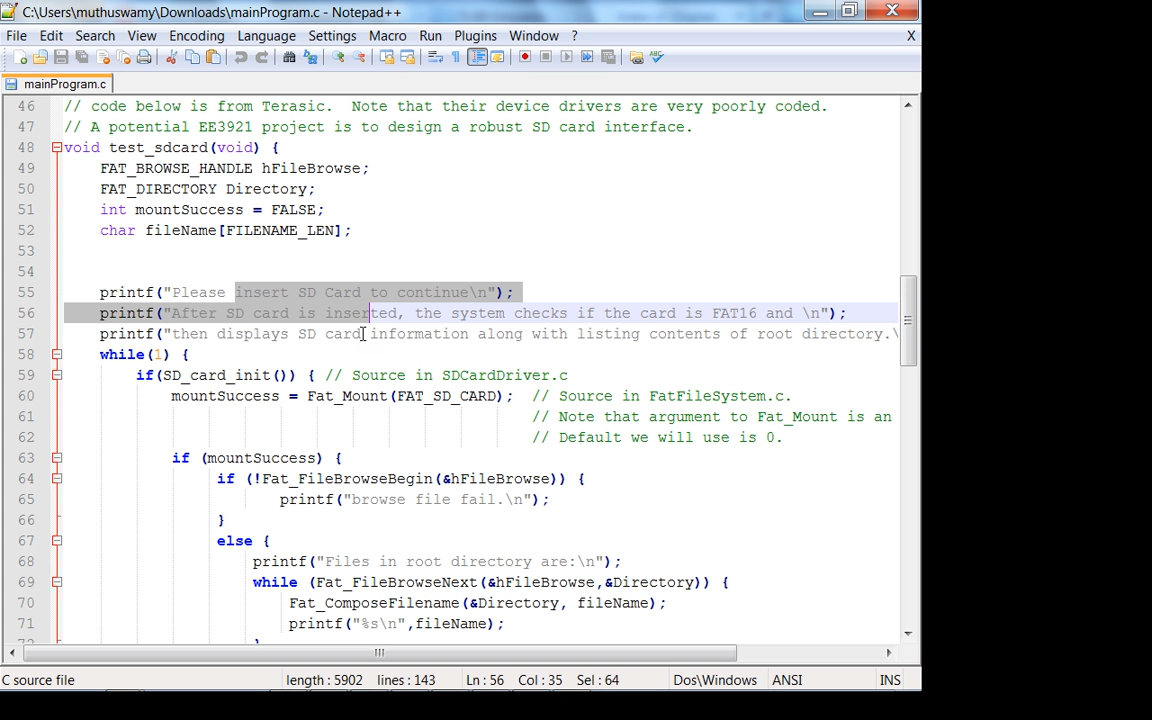 C:\Users\muthuswamy\Downloads\mainProgram.c - Notepad++
File Edit Search View Encoding Language Settings Macro Run Plugins Window ? X
mainProgram.c
46 // code below is from Terasic.  Note that their device drivers are very poorly coded.
47 // A potential EE3921 project is to design a robust SD card interface.
48 void test_sdcard(void) {
49 FAT_BROWSE_HANDLE hFileBrowse;
50 FAT_DIRECTORY Directory;
51 int mountSuccess = FALSE;
52 char fileName[FILENAME_LEN];
53
54
55 printf("Please insert SD Card to continue\n");
56 printf("After SD card is inserted, the system checks if the card is FAT16 and \n");
57 printf("then displays SD card information along with listing contents of root directory.\
58 while(1) {
59 if(SD_card_init()) { // Source in SDCardDriver.c
60 mountSuccess = Fat_Mount(FAT_SD_CARD);  // Source in FatFileSystem.c.
61 // Note that argument to Fat_Mount is an
62 // Default we will use is 0.
63 if (mountSuccess) {
64 if (!Fat_FileBrowseBegin(&hFileBrowse)) {
65 printf("browse file fail.\n");
66 }
67 else {
68 printf("Files in root directory are:\n");
69 while (Fat_FileBrowseNext(&hFileBrowse,&Directory)) {
70 Fat_ComposeFilename(&Directory, fileName);
71 printf("%s\n",fileName);
C source file length : 5902 lines : 143 Ln : 56 Col : 35 Sel : 64 Dos\Windows ANSI INS